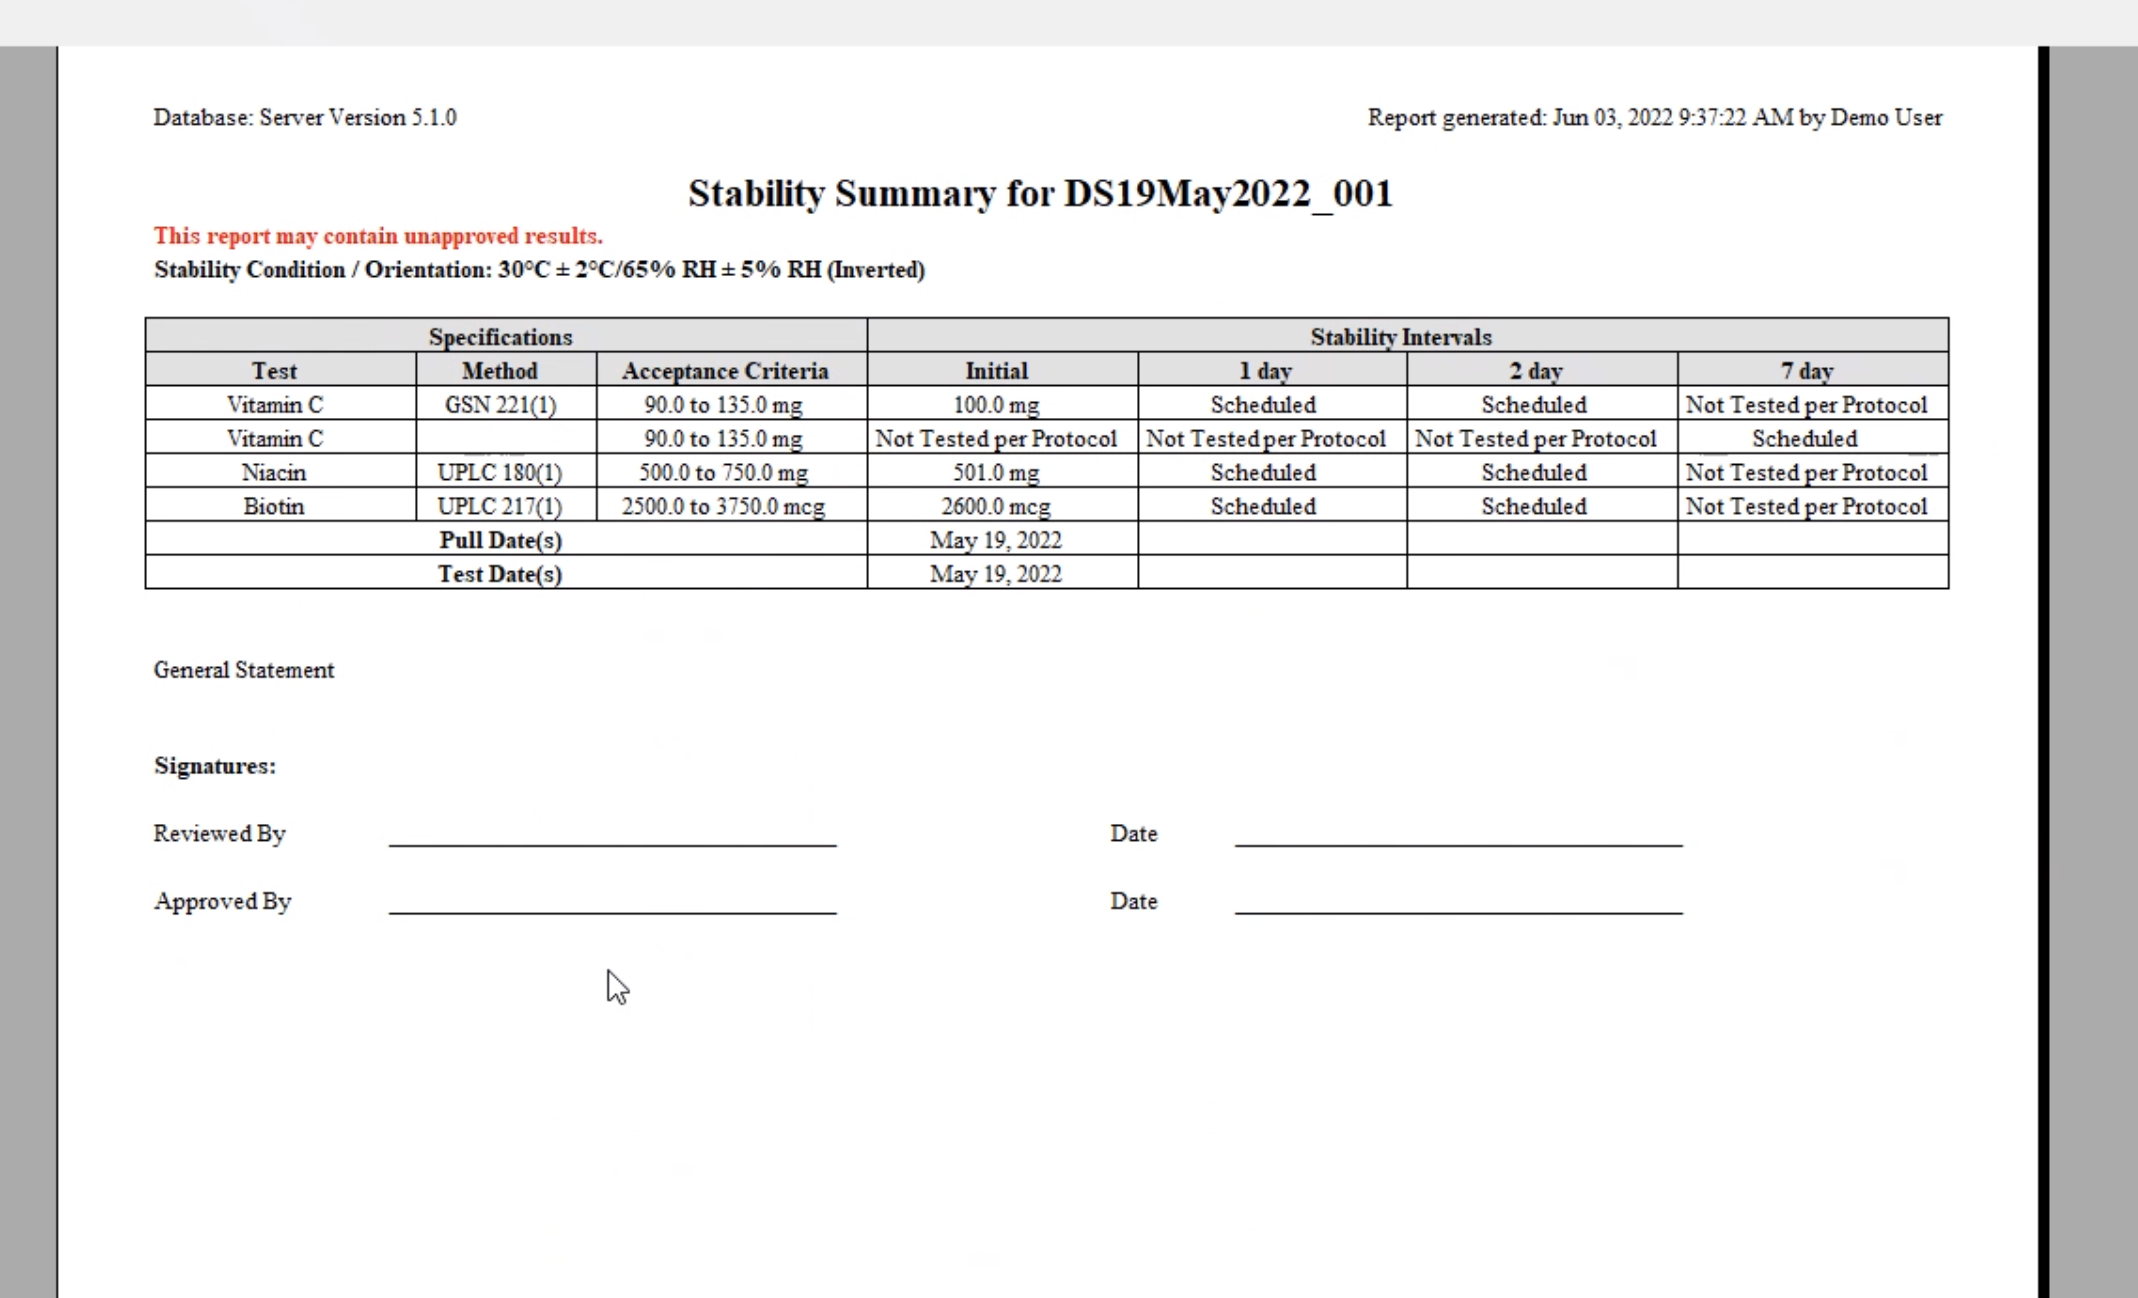 Database: Server Version 5.1.0 Report generated: Jun 03, 2022 9:37:22 AM by Demo User
Stability Summary for DS19May2022_001
This report may contain unapproved results.
Stability Condition / Orientation: 30°C ± 2°C/65% RH ± 5% RH (Inverted)
Specifications Stability Intervals
Test Method Acceptance Criteria Initial 1 day 2 day 7 day
Vitamin C GSN 221(1) 90.0 to 135.0 mg 100.0 mg Scheduled Scheduled Not Tested per Protocol
Vitamin C 90.0 to 135.0 mg Not Tested per Protocol Not Tested per Protocol Not Tested per Protocol Scheduled
Niacin UPLC 180(1) 500.0 to 750.0 mg 501.0 mg Scheduled Scheduled Not Tested per Protocol
Biotin UPLC 217(1) 2500.0 to 3750.0 mcg 2600.0 mcg Scheduled Scheduled Not Tested per Protocol
Pull Date(s) May 19, 2022
Test Date(s) May 19, 2022
General Statement
Signatures:
Reviewed By Date
Approved By Date